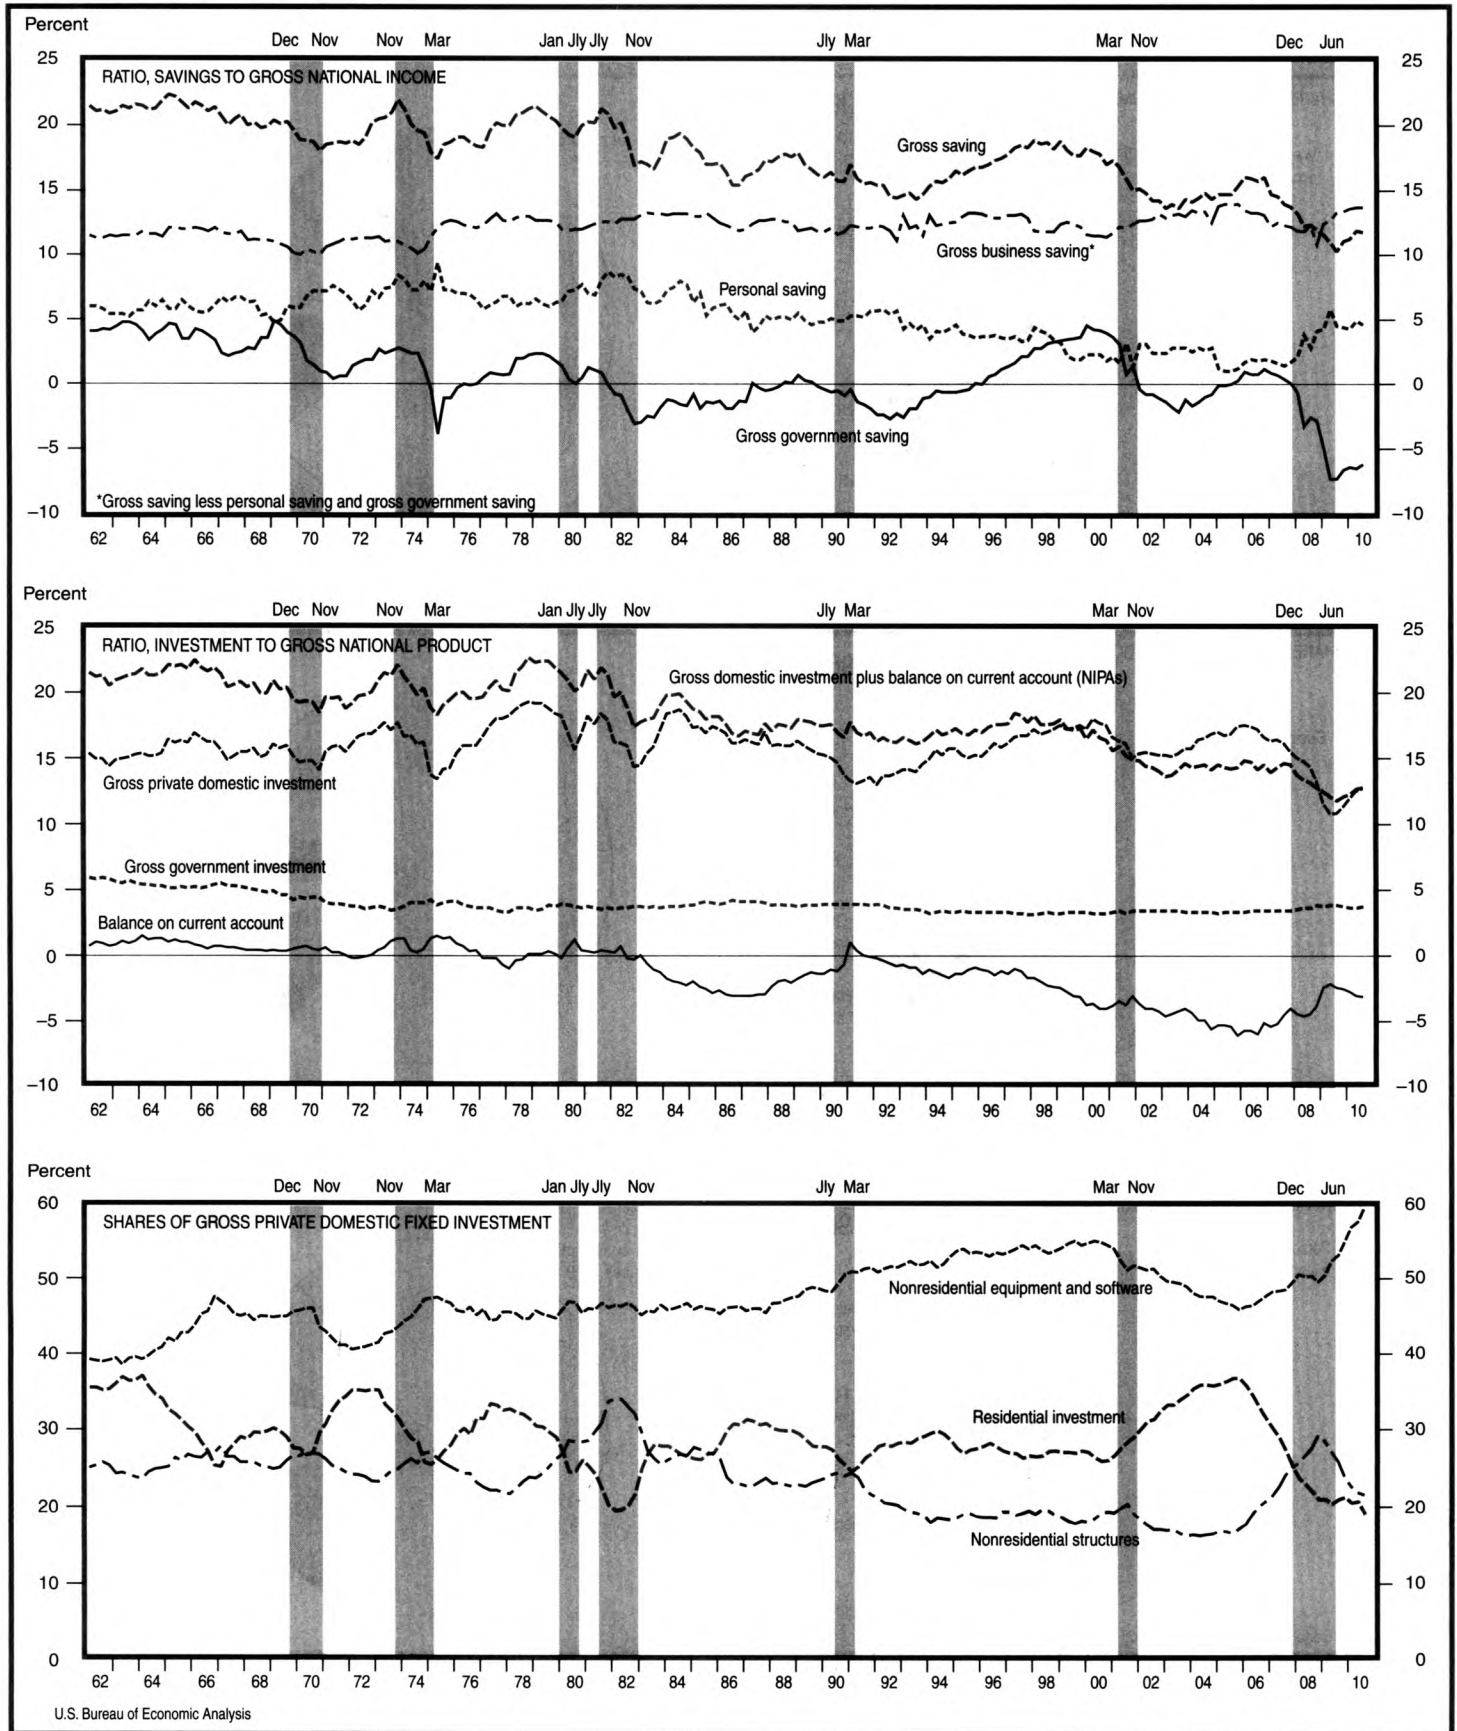 Percent
Dec Nov Nov Mar Jan Jly Jly Nov Jly Mar Mar Nov Dec Jun
25 25
RATIO, SAVINGS TO GROSS NATIONAL INCOME
20 20
Gross saving
15 15
Gross business saving*
10 10
Personal saving
5 5
0 0
Gross government saving
–5 –5
*Gross saving less personal saving and gross government saving
–10 –10
62 64 66 68 70 72 74 76 78 80 82 84 86 88 90 92 94 96 98 00 02 04 06 08 10
Percent
Dec Nov Nov Mar Jan Jly Jly Nov Jly Mar Mar Nov Dec Jun
25 25
RATIO, INVESTMENT TO GROSS NATIONAL PRODUCT
Gross domestic investment plus balance on current account (NIPAs)
20 20
15 15
Gross private domestic investment
10 10
Gross government investment
5 5
Balance on current account
0 0
–5 –5
–10 –10
62 64 66 68 70 72 74 76 78 80 82 84 86 88 90 92 94 96 98 00 02 04 06 08 10
Percent
Dec Nov Nov Mar Jan Jly Jly Nov Jly Mar Mar Nov Dec Jun
60 60
SHARES OF GROSS PRIVATE DOMESTIC FIXED INVESTMENT
50 50
Nonresidential equipment and software
40 40
Residential investment
30 30
20 20
Nonresidential structures
10 10
0 0
62 64 66 68 70 72 74 76 78 80 82 84 86 88 90 92 94 96 98 00 02 04 06 08 10
U.S. Bureau of Economic Analysis